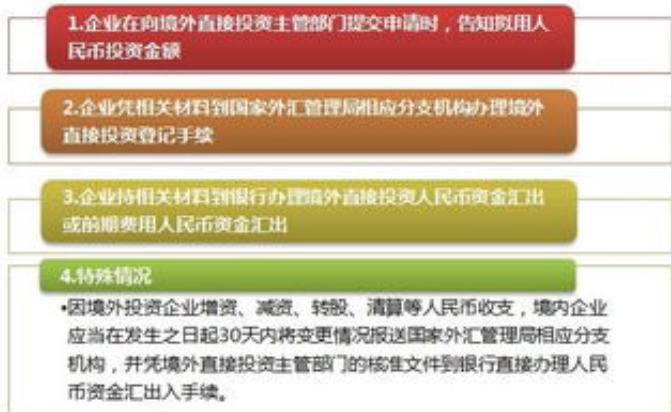 1.企业在向境外直接投资主管部门提交申请时，告知拟用人
民币投资金额
2.企业凭相关材料到国家外汇管理局相应分支机构办理境外
直接投资登记手续
3.企业持相关材料到银行办理境外直接投资人民币资金汇出
或前期费用人民币资金汇出
4.特殊情况
•因境外投资企业增资、减资、转股、清算等人民币收支，境内企业
应当在发生之日起30天内将变更情况报送国家外汇管理局相应分支
机构，并凭境外直接投资主管部门的核准文件到银行直接办理人民
币资金汇出入手续。